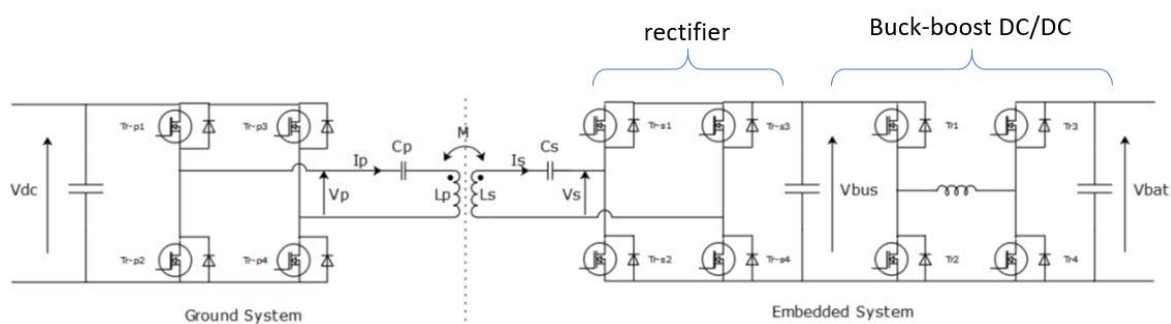 rectifier
Buck-boost DC/DC
Tr-p1
Tr-p3
Tr-s1
Tr-s3
Tr1
Tr3
M
Ip
Cp
Is
Cs
Vdc
Vp
Lp
Ls
Vs
Vbus
Vbat
Tr-p2
Tr-p4
Tr-s2
Tr-s4
Tr2
Tr4
Ground System
Embedded System